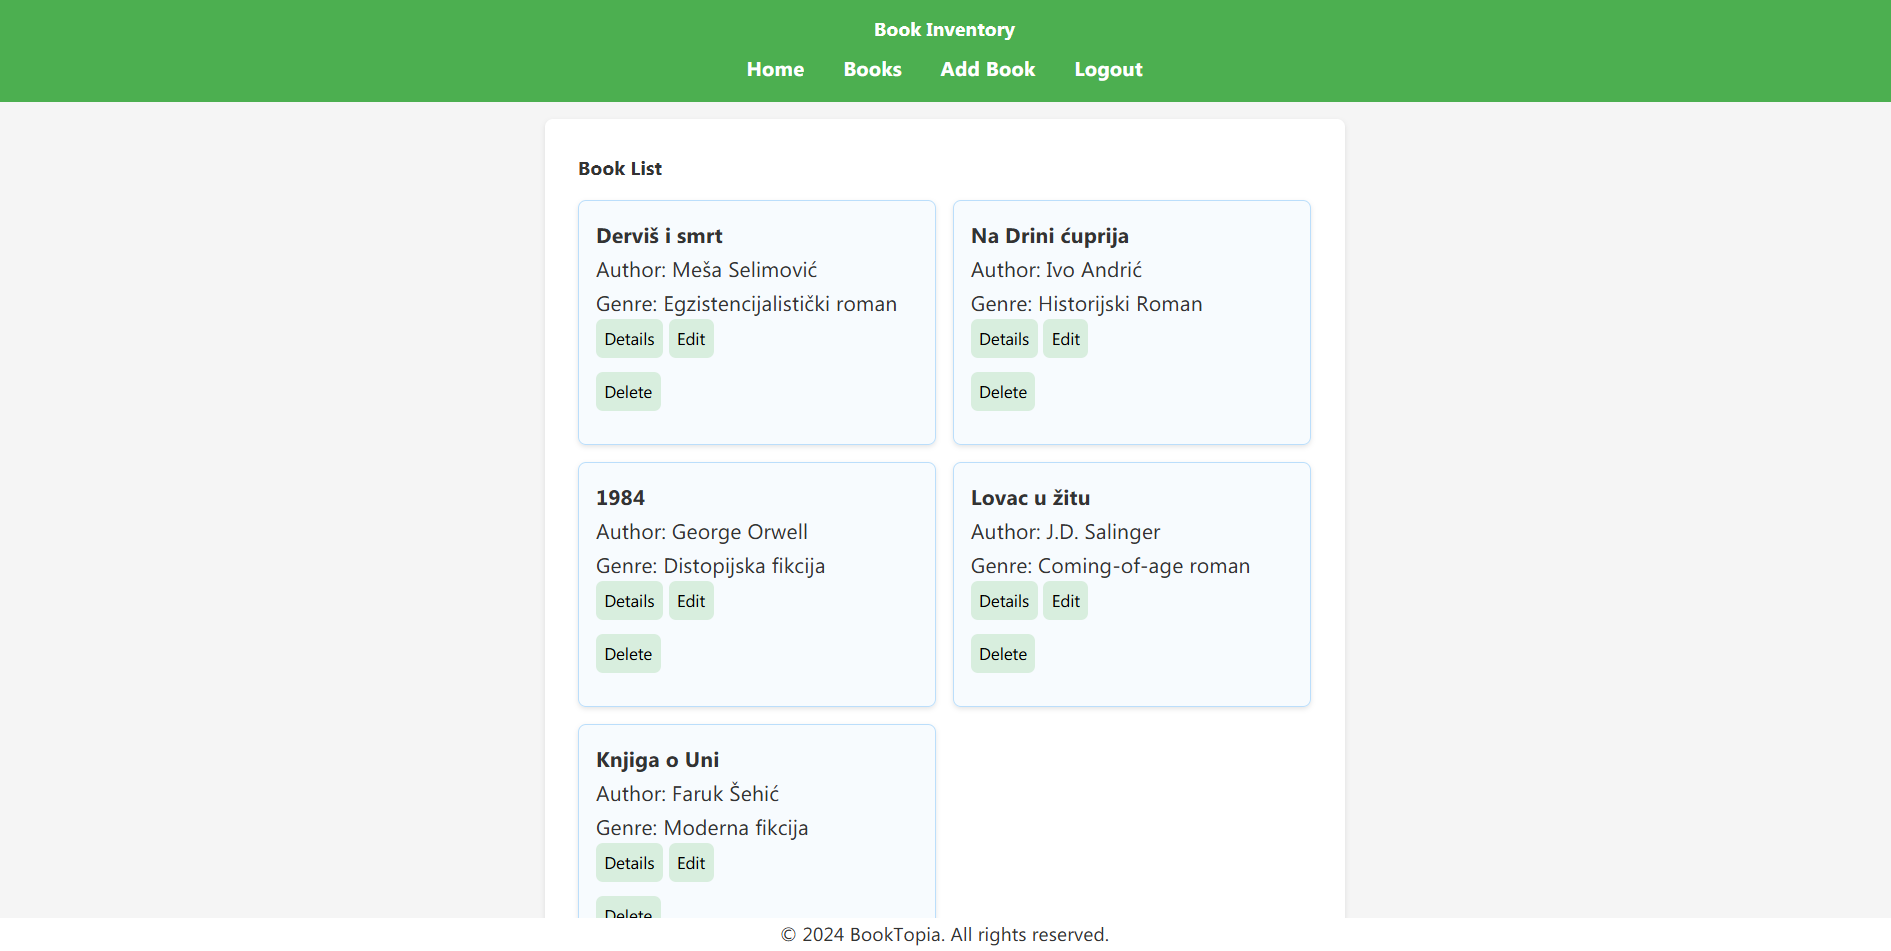 Book Inventory
Home Books Add Book Logout
Book List
Derviš i smrt
Author: Meša Selimović
Genre: Egzistencijalistički roman
Details Edit
Delete
Na Drini ćuprija
Author: Ivo Andrić
Genre: Historijski Roman
Details Edit
Delete
1984
Author: George Orwell
Genre: Distopijska fikcija
Details Edit
Delete
Lovac u žitu
Author: J.D. Salinger
Genre: Coming-of-age roman
Details Edit
Delete
Knjiga o Uni
Author: Faruk Šehić
Genre: Moderna fikcija
Details Edit
Delete
© 2024 BookTopia. All rights reserved.